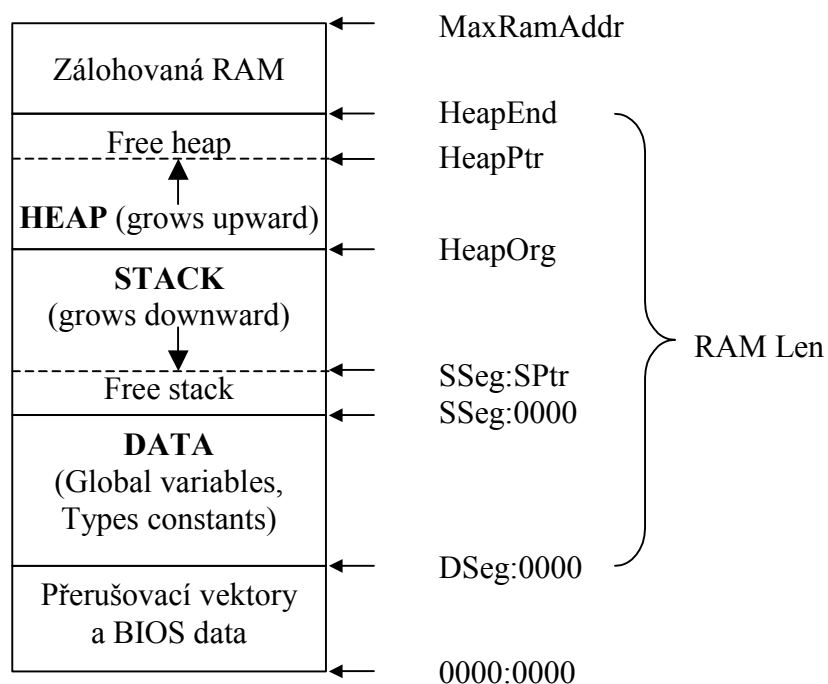 MaxRamAddr
Zálohovaná RAM
HeapEnd
Free heap
HeapPtr
HEAP (grows upward)
HeapOrg
STACK
(grows downward)
RAM Len
SSeg:SPtr
Free stack
SSeg:0000
DATA
(Global variables,
Types constants)
DSeg:0000
Přerušovací vektory
a BIOS data
0000:0000